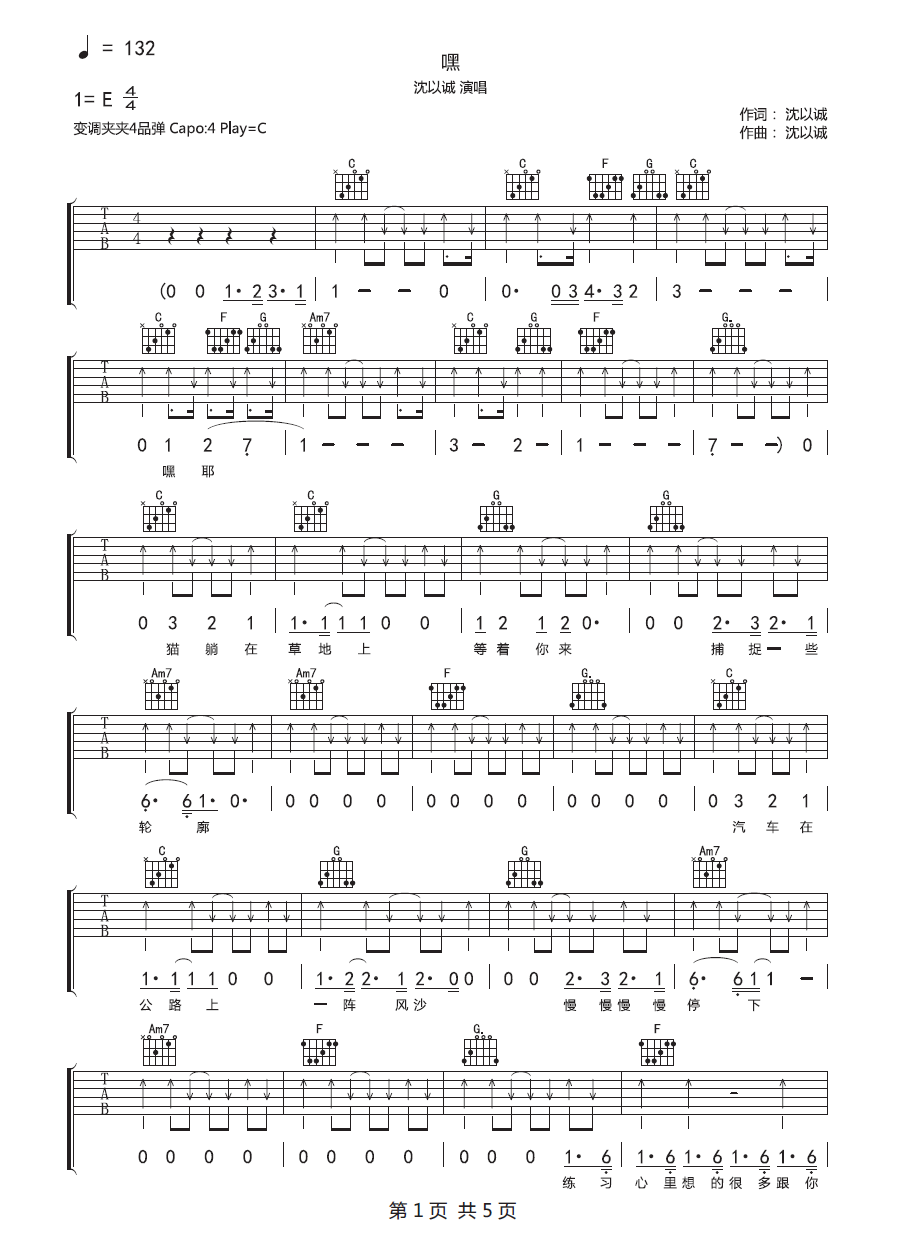 ♩ = 132
嘿
沈以诚 演唱
1= E 4/4
变调夹夹4品弹 Capo:4 Play=C
作词： 沈以诚
作曲： 沈以诚
C C F G C
T A B 4 4
(0 0 1· 2 3· 1 | 1 — — 0 | 0· 0 3 4· 3 2 | 3 — — —
C F G Am7 C G F G.
T A B
0 1 2 7 | 1 — — — | 3 — 2 — | 1 — — — | 7 — —) 0
嘿 耶
C C G G
T A B
0 3 2 1 | 1· 1 1 1 0 0 | 1 2 1 2 0· | 0 0 2· 3 2· 1
猫 躺 在 草 地 上 等 着 你 来 捕 捉 一 些
Am7 Am7 F G. C
T A B
6· 6 1· 0· | 0 0 0 0 | 0 0 0 0 | 0 0 0 0 | 0 3 2 1
轮 廓 汽 车 在
C G G Am7
T A B
1· 1 1 1 0 0 | 1· 2 2· 1 2· 0 0 | 0 0 2· 3 2· 1 | 6· 6 1 1 —
公 路 上 一 阵 风 沙 慢 慢 慢 慢 停 下
Am7 F G. F
T A B
0 0 0 0 | 0 0 0 0 | 0 0 0 1· 6 | 1· 6 1· 6 1· 6 1· 6
练 习 心 里 想 的 很 多 跟 你
第 1 页 共 5 页